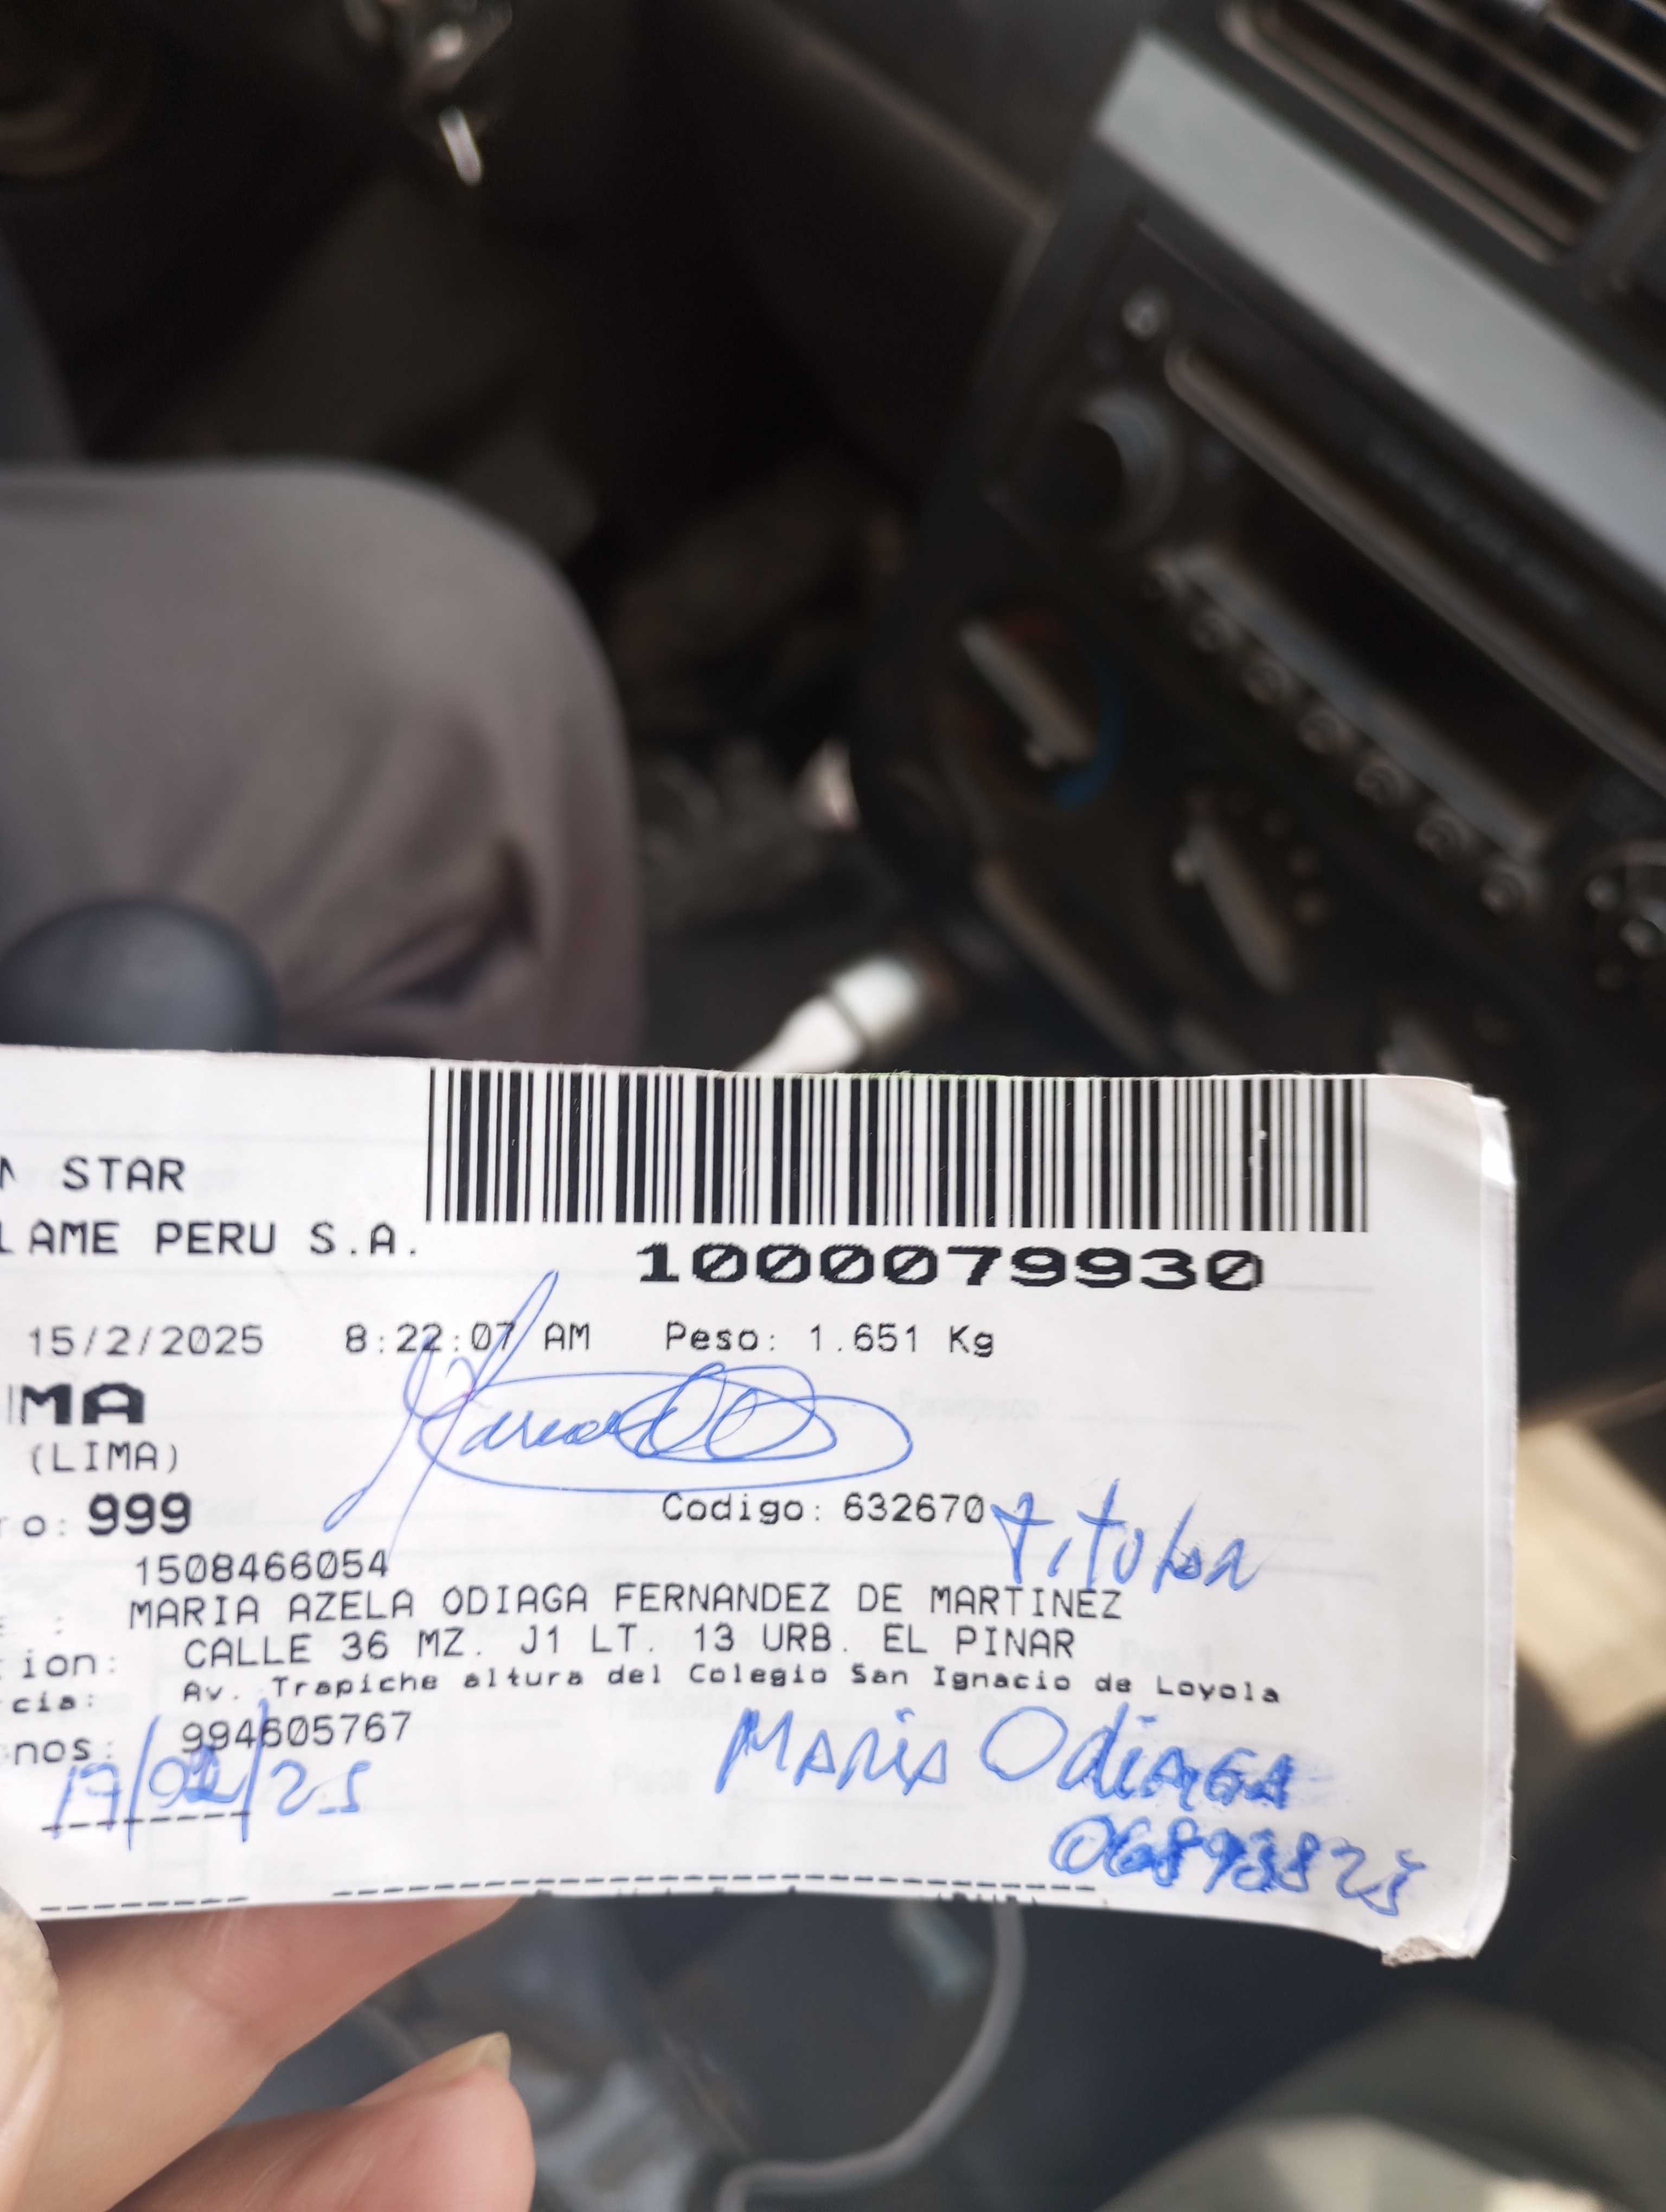 STAR
AME PERU S.A.
1000079930
15/2/2025 8:22:07 AM Peso: 1.651 Kg
MA
(LIMA)
o: 999 Codigo: 632670 Titular
1508466054
: MARIA AZELA ODIAGA FERNANDEZ DE MARTINEZ
ion: CALLE 36 MZ. J1 LT. 13 URB. EL PINAR
cia: Av. Trapiche altura del Colegio San Ignacio de Loyola
nos: 994605767
17/02/25 Maria Odiaga